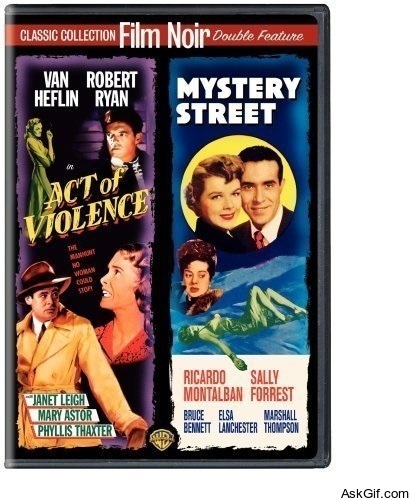 CLASSIC COLLECTION Film Noir Double Feature
VAN HEFLIN
ROBERT RYAN
in
ACT of
VIOLENCE
THE
MANHUNT
NO
WOMAN
COULD
STOP!
with
JANET LEIGH
MARY ASTOR
PHYLLIS THAXTER
MYSTERY
STREET
RICARDO MONTALBAN
SALLY FORREST
BRUCE BENNETT
ELSA LANCHESTER
MARSHALL THOMPSON
WB
AskGif.com